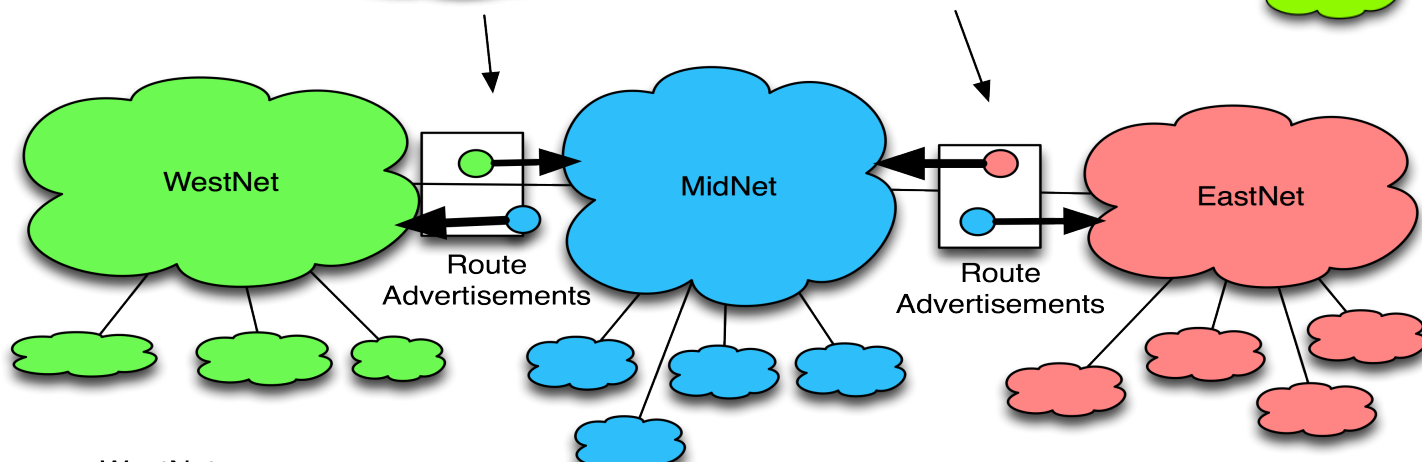 WestNet
MidNet
EastNet
Route
Advertisements
Route
Advertisements